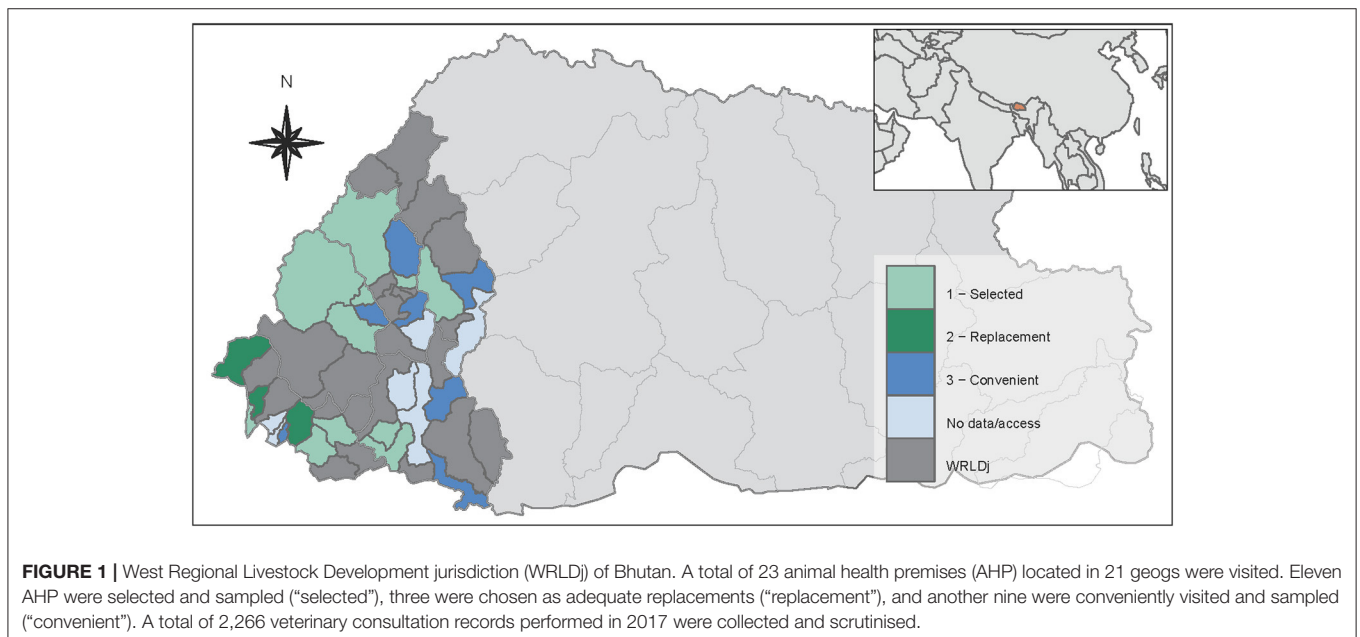 N
1 – Selected
2 – Replacement
3 – Convenient
No data/access
WRLDj
FIGURE 1 | West Regional Livestock Development jurisdiction (WRLDj) of Bhutan. A total of 23 animal health premises (AHP) located in 21 geogs were visited. Eleven
AHP were selected and sampled (“selected”), three were chosen as adequate replacements (“replacement”), and another nine were conveniently visited and sampled
(“convenient”). A total of 2,266 veterinary consultation records performed in 2017 were collected and scrutinised.